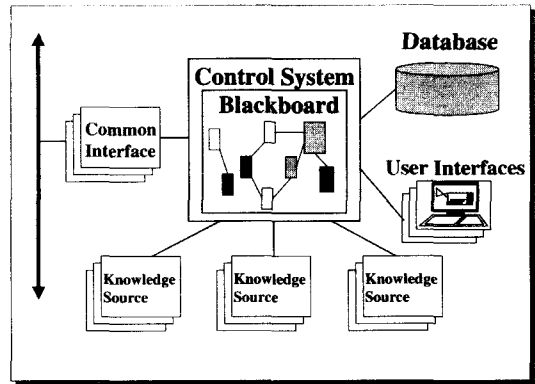 Database
Control System
Blackboard
Common
Interface
User Interfaces
Knowledge
Source
Knowledge
Source
Knowledge
Source